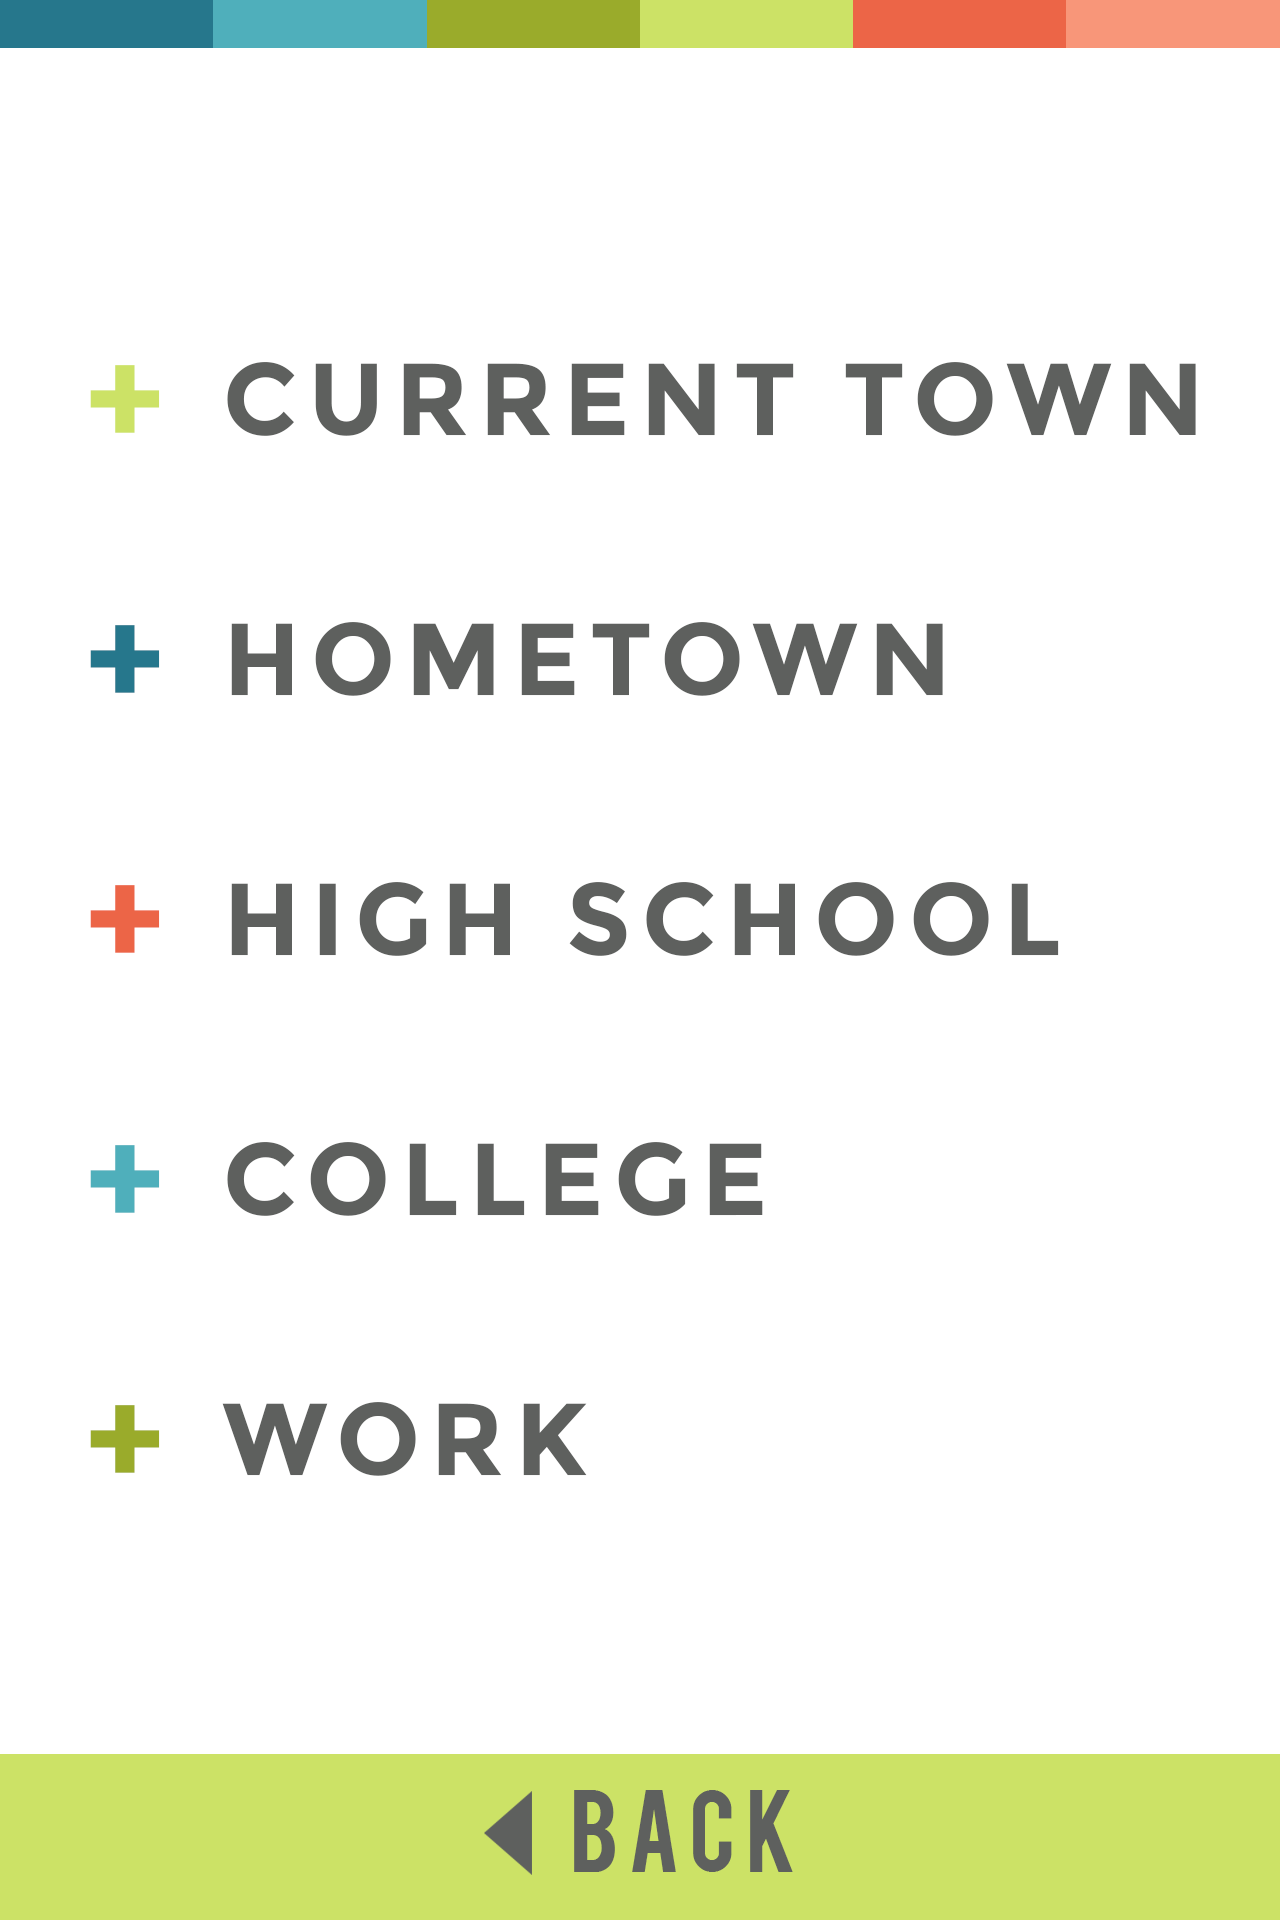 + CURRENT TOWN
+ HOMETOWN
+ HIGH SCHOOL
+ COLLEGE
+ WORK
BACK